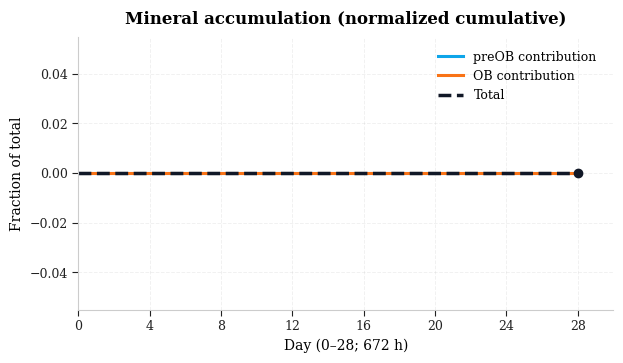 Mineral accumulation (normalized cumulative)
preOB contribution
OB contribution
Total
Fraction of total
0.04
0.02
0.00
−0.02
−0.04
0 4 8 12 16 20 24 28
Day (0–28; 672 h)